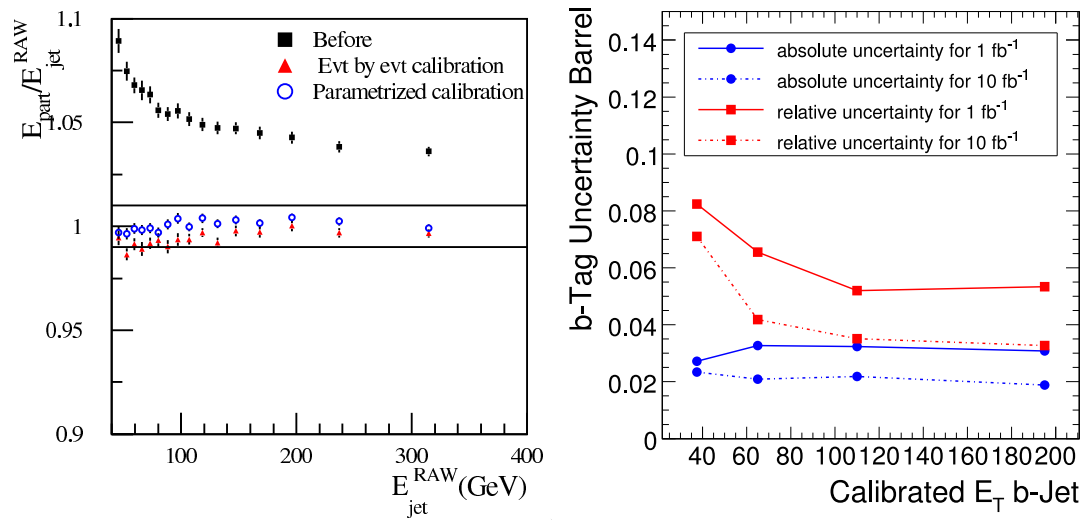 E_part/E_jet^RAW
1.1
1.05
1
0.95
0.9
Before
Evt by evt calibration
Parametrized calibration
100
200
300
400
E_jet^RAW(GeV)
b-Tag Uncertainty Barrel
0.14
0.12
0.1
0.08
0.06
0.04
0.02
0
absolute uncertainty for 1 fb⁻¹
absolute uncertainty for 10 fb⁻¹
relative uncertainty for 1 fb⁻¹
relative uncertainty for 10 fb⁻¹
40 60 80 100 120 140 160 180 200
Calibrated E_T b-Jet